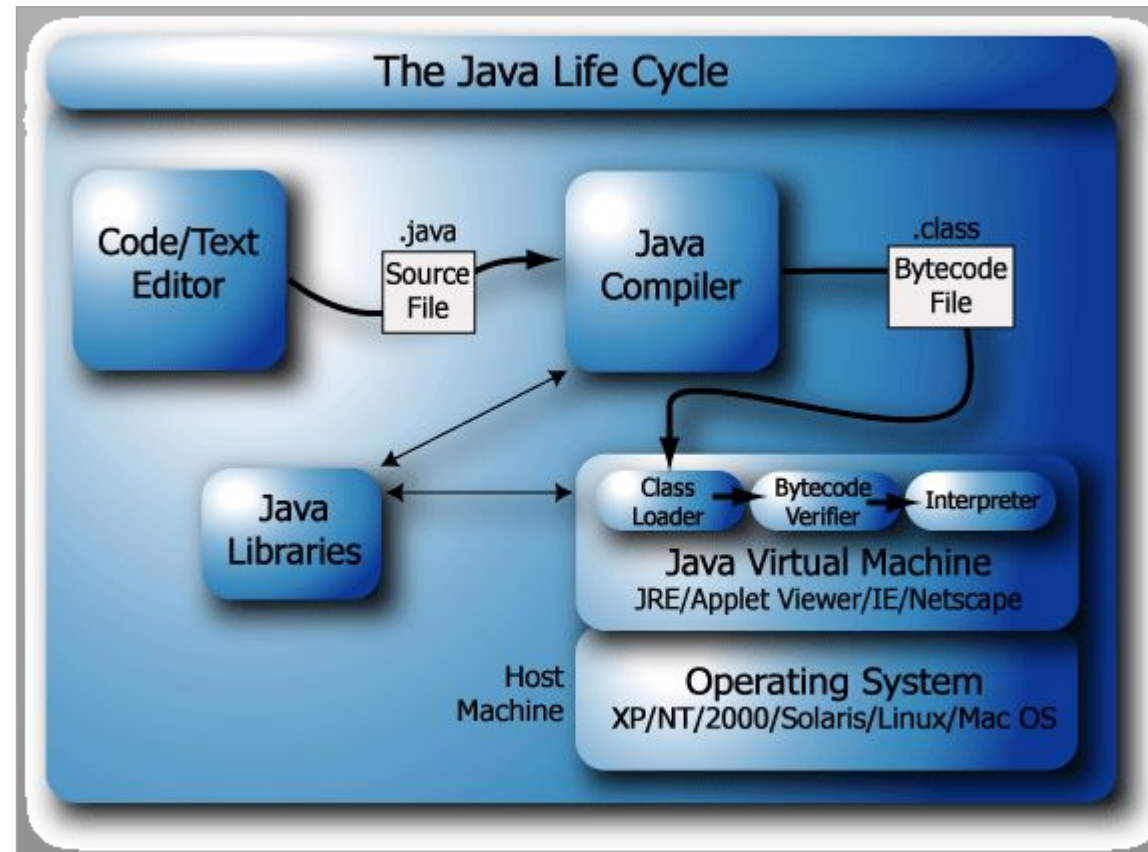 The Java Life Cycle
Code/Text
Editor
.java
Source
File
Java
Compiler
.class
Bytecode
File
Java
Libraries
Class
Loader
Bytecode
Verifier
Interpreter
Java Virtual Machine
JRE/Applet Viewer/IE/Netscape
Host
Machine
Operating System
XP/NT/2000/Solaris/Linux/Mac OS